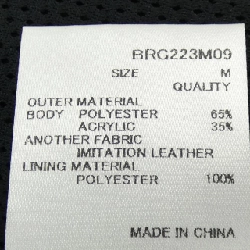 BRG223M09
SIZE M
QUALITY
OUTER MATERIAL
BODY POLYESTER 65%
ACRYLIC 35%
ANOTHER FABRIC
IMITATION LEATHER
LINING MATERIAL
POLYESTER 100%
MADE IN CHINA